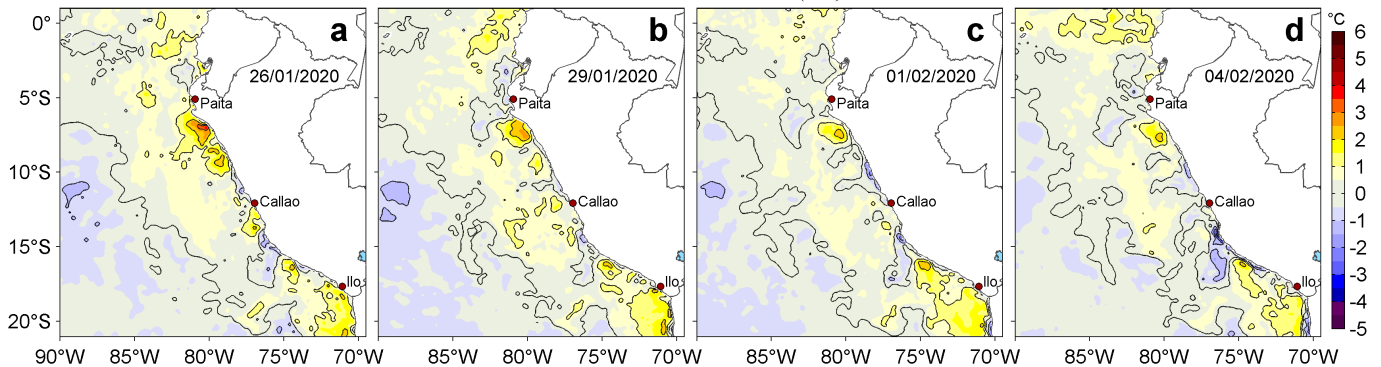 a
b
c
d
°C
26/01/2020
29/01/2020
01/02/2020
04/02/2020
Paita
Callao
Ilo
Paita
Callao
Ilo
Paita
Callao
Ilo
Paita
Callao
Ilo
0°
5°S
10°S
15°S
20°S
90°W
85°W
80°W
75°W
70°W
85°W
80°W
75°W
70°W
85°W
80°W
75°W
70°W
85°W
80°W
75°W
70°W
6
5
4
3
2
1
0
-1
-2
-3
-4
-5